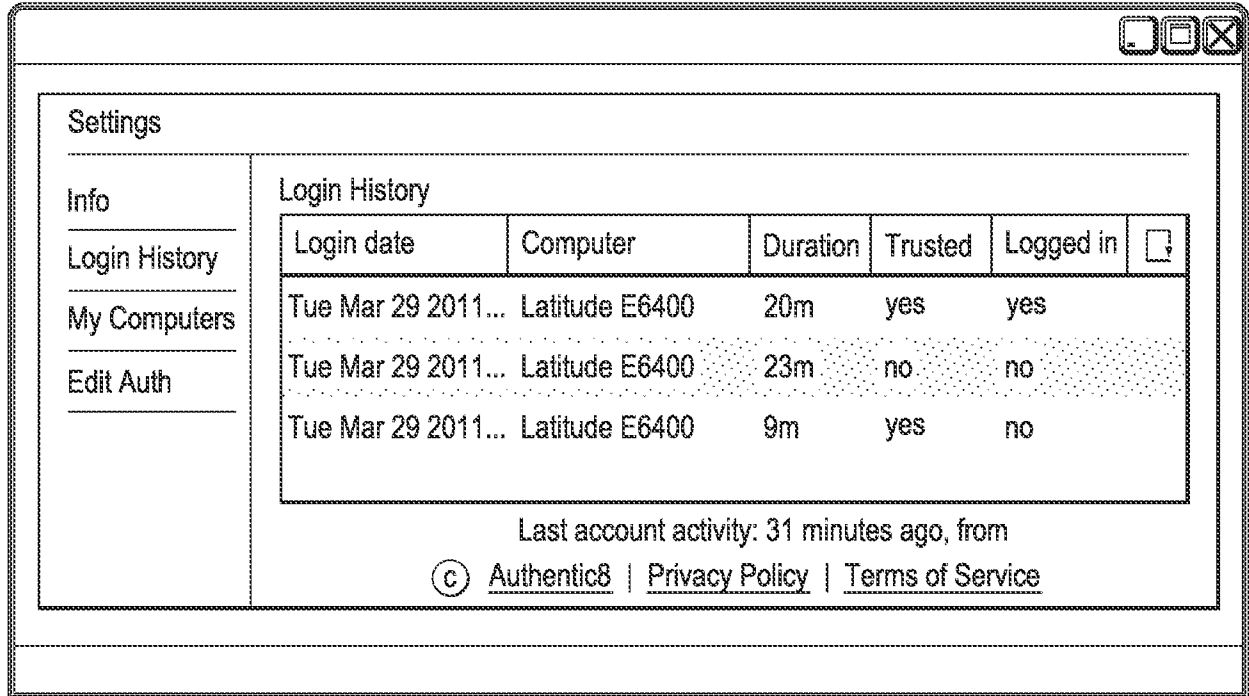 Settings
Info
Login History
My Computers
Edit Auth
Login History
Login date Computer Duration Trusted Logged in
Tue Mar 29 2011... Latitude E6400 20m yes yes
Tue Mar 29 2011... Latitude E6400 23m no no
Tue Mar 29 2011... Latitude E6400 9m yes no
Last account activity: 31 minutes ago, from
© Authentic8 | Privacy Policy | Terms of Service